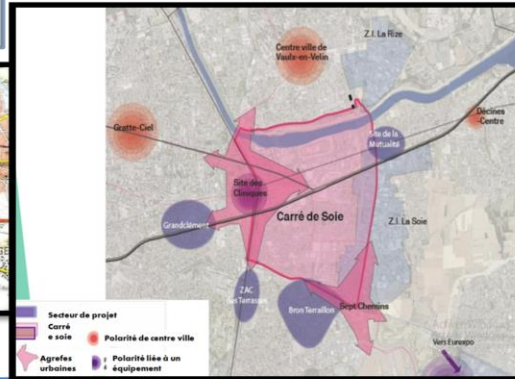 Z.I. La Rize
Centre ville de
Vaulx-en-Velin
Décines
-Centre
Gratte-Ciel
Site de la
Mutualité
Site des
Cliniques
Carré de Soie
Z.I. La Soie
Grandclément
ZAC
des Terrasses
Bron Terraillon
Sept Chemins
Vers Eurexpo
Secteur de projet
Carré
e soie
Polarité de centre ville
Agrefes
urbaines
Polarité liée à un
équipement